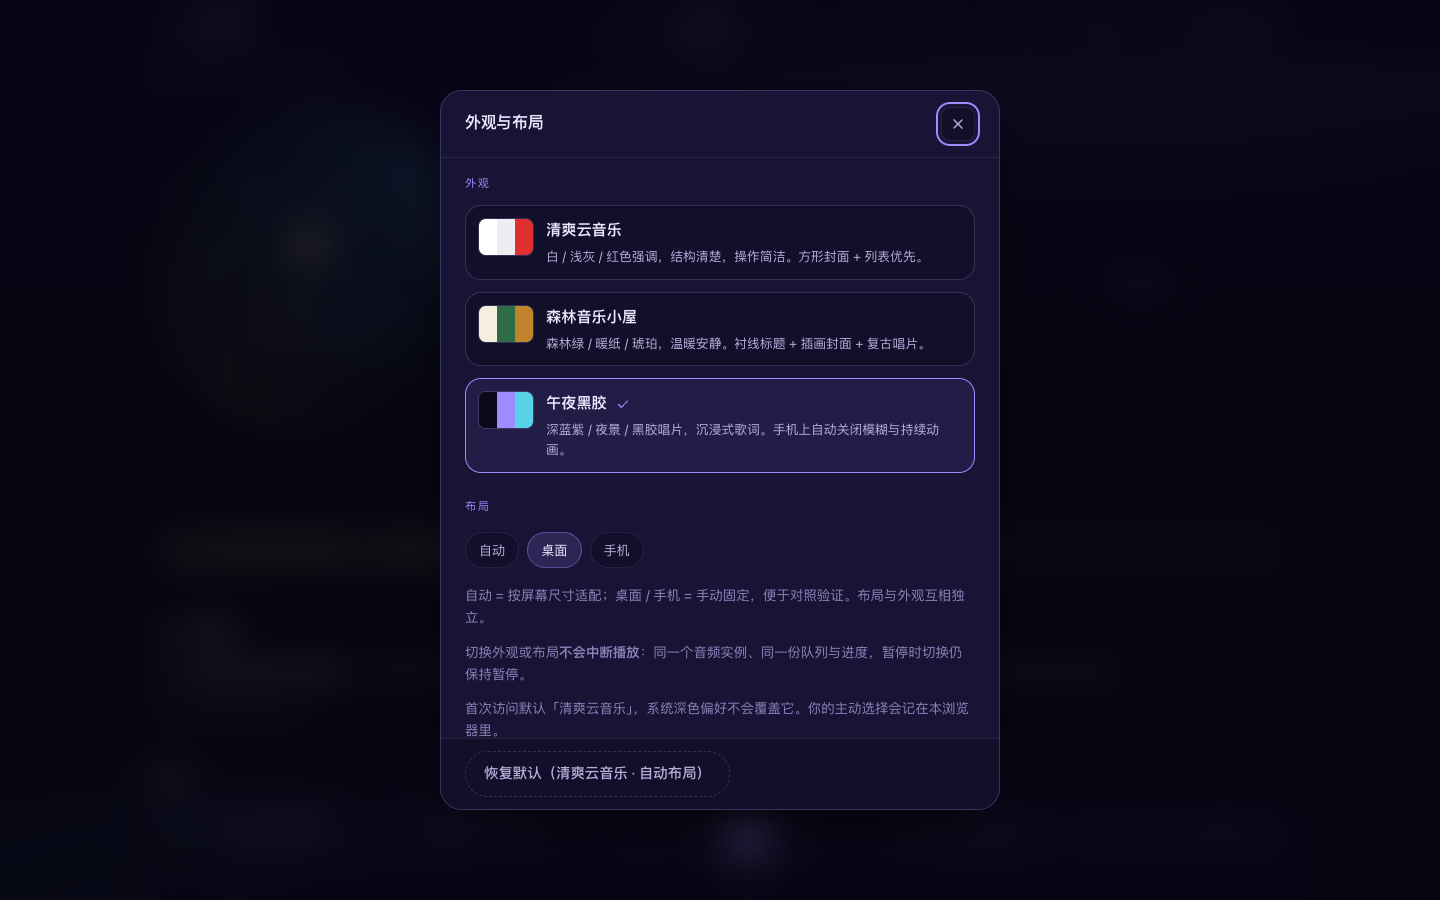 外观与布局
外观
清爽云音乐
白 / 浅灰 / 红色强调，结构清楚，操作简洁。方形封面 + 列表优先。
森林音乐小屋
森林绿 / 暖纸 / 琥珀，温暖安静。衬线标题 + 插画封面 + 复古唱片。
午夜黑胶
深蓝紫 / 夜景 / 黑胶唱片，沉浸式歌词。手机上自动关闭模糊与持续动
画。
布局
自动 桌面 手机
自动 = 按屏幕尺寸适配；桌面 / 手机 = 手动固定，便于对照验证。布局与外观互相独
立。
切换外观或布局不会中断播放：同一个音频实例、同一份队列与进度，暂停时切换仍
保持暂停。
首次访问默认「清爽云音乐」，系统深色偏好不会覆盖它。你的主动选择会记在本浏览
器里。
恢复默认（清爽云音乐 · 自动布局）